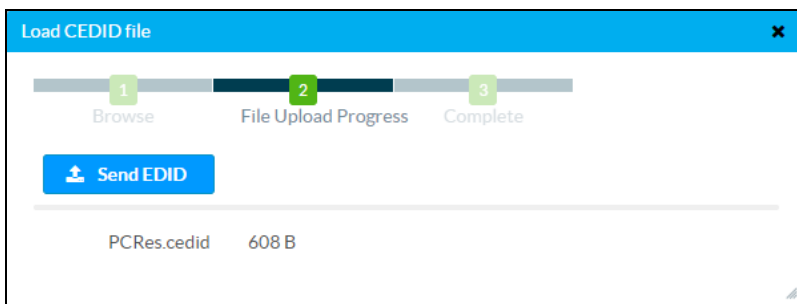 Load CEDID file
1 2 3
Browse File Upload Progress Complete
Send EDID
PCRes.cedid 608 B